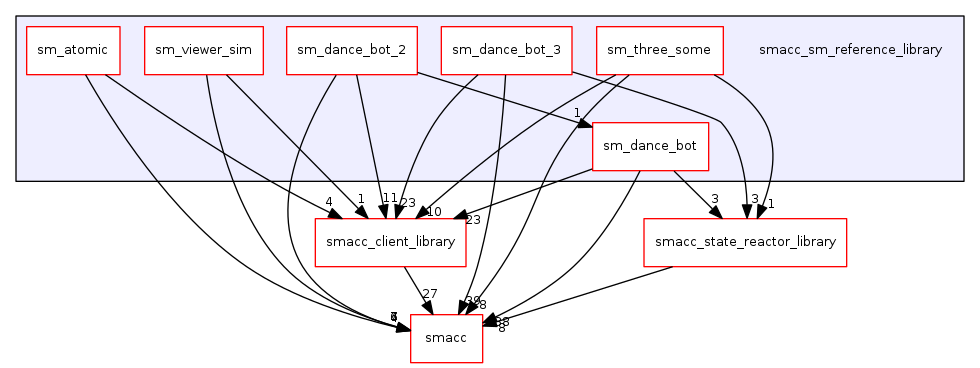 sm_atomic
sm_viewer_sim
sm_dance_bot_2
sm_dance_bot_3
sm_three_some
smacc_sm_reference_library
1
sm_dance_bot
4
1
11
23
10
23
3
3
1
smacc_client_library
smacc_state_reactor_library
27
8
38
8
smacc